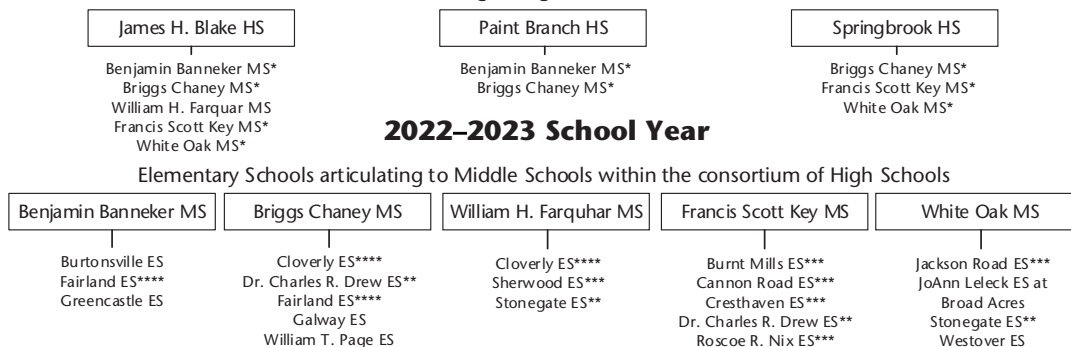 James H. Blake HS
Paint Branch HS
Springbrook HS
Benjamin Banneker MS*
Briggs Chaney MS*
William H. Farquar MS
Francis Scott Key MS*
White Oak MS*
Benjamin Banneker MS*
Briggs Chaney MS*
Briggs Chaney MS*
Francis Scott Key MS*
White Oak MS*
2022–2023 School Year
Elementary Schools articulating to Middle Schools within the consortium of High Schools
Benjamin Banneker MS
Briggs Chaney MS
William H. Farquhar MS
Francis Scott Key MS
White Oak MS
Burtonsville ES
Fairland ES****
Greencastle ES
Cloverly ES****
Dr. Charles R. Drew ES**
Fairland ES****
Galway ES
William T. Page ES
Cloverly ES****
Sherwood ES***
Stonegate ES**
Burnt Mills ES***
Cannon Road ES***
Cresthaven ES***
Dr. Charles R. Drew ES**
Roscoe R. Nix ES***
Jackson Road ES***
JoAnn Leleck ES at
Broad Acres
Stonegate ES**
Westover ES